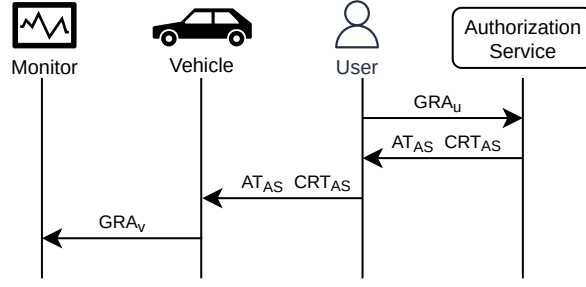 Monitor
Vehicle
User
Authorization
Service
GRAu
ATAS CRTAS
ATAS CRTAS
GRAv